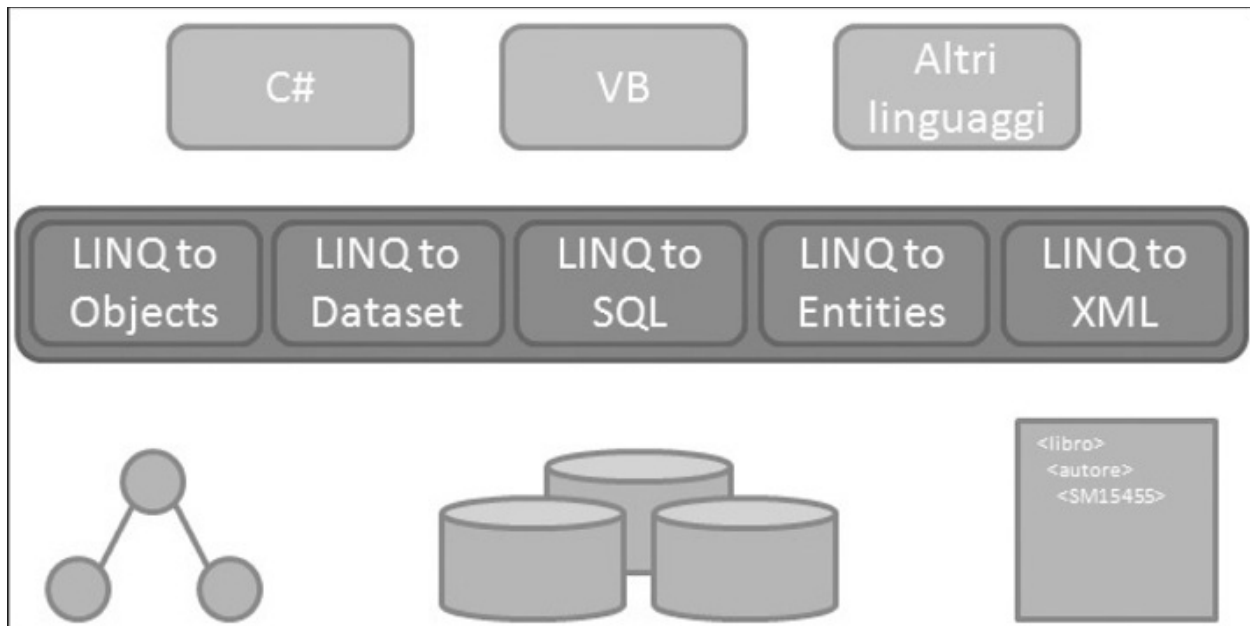 C#
VB
Altri
linguaggi
LINQ to
Objects
LINQ to
Dataset
LINQ to
SQL
LINQ to
Entities
LINQ to
XML
<libro>
<autore>
<SM15455>